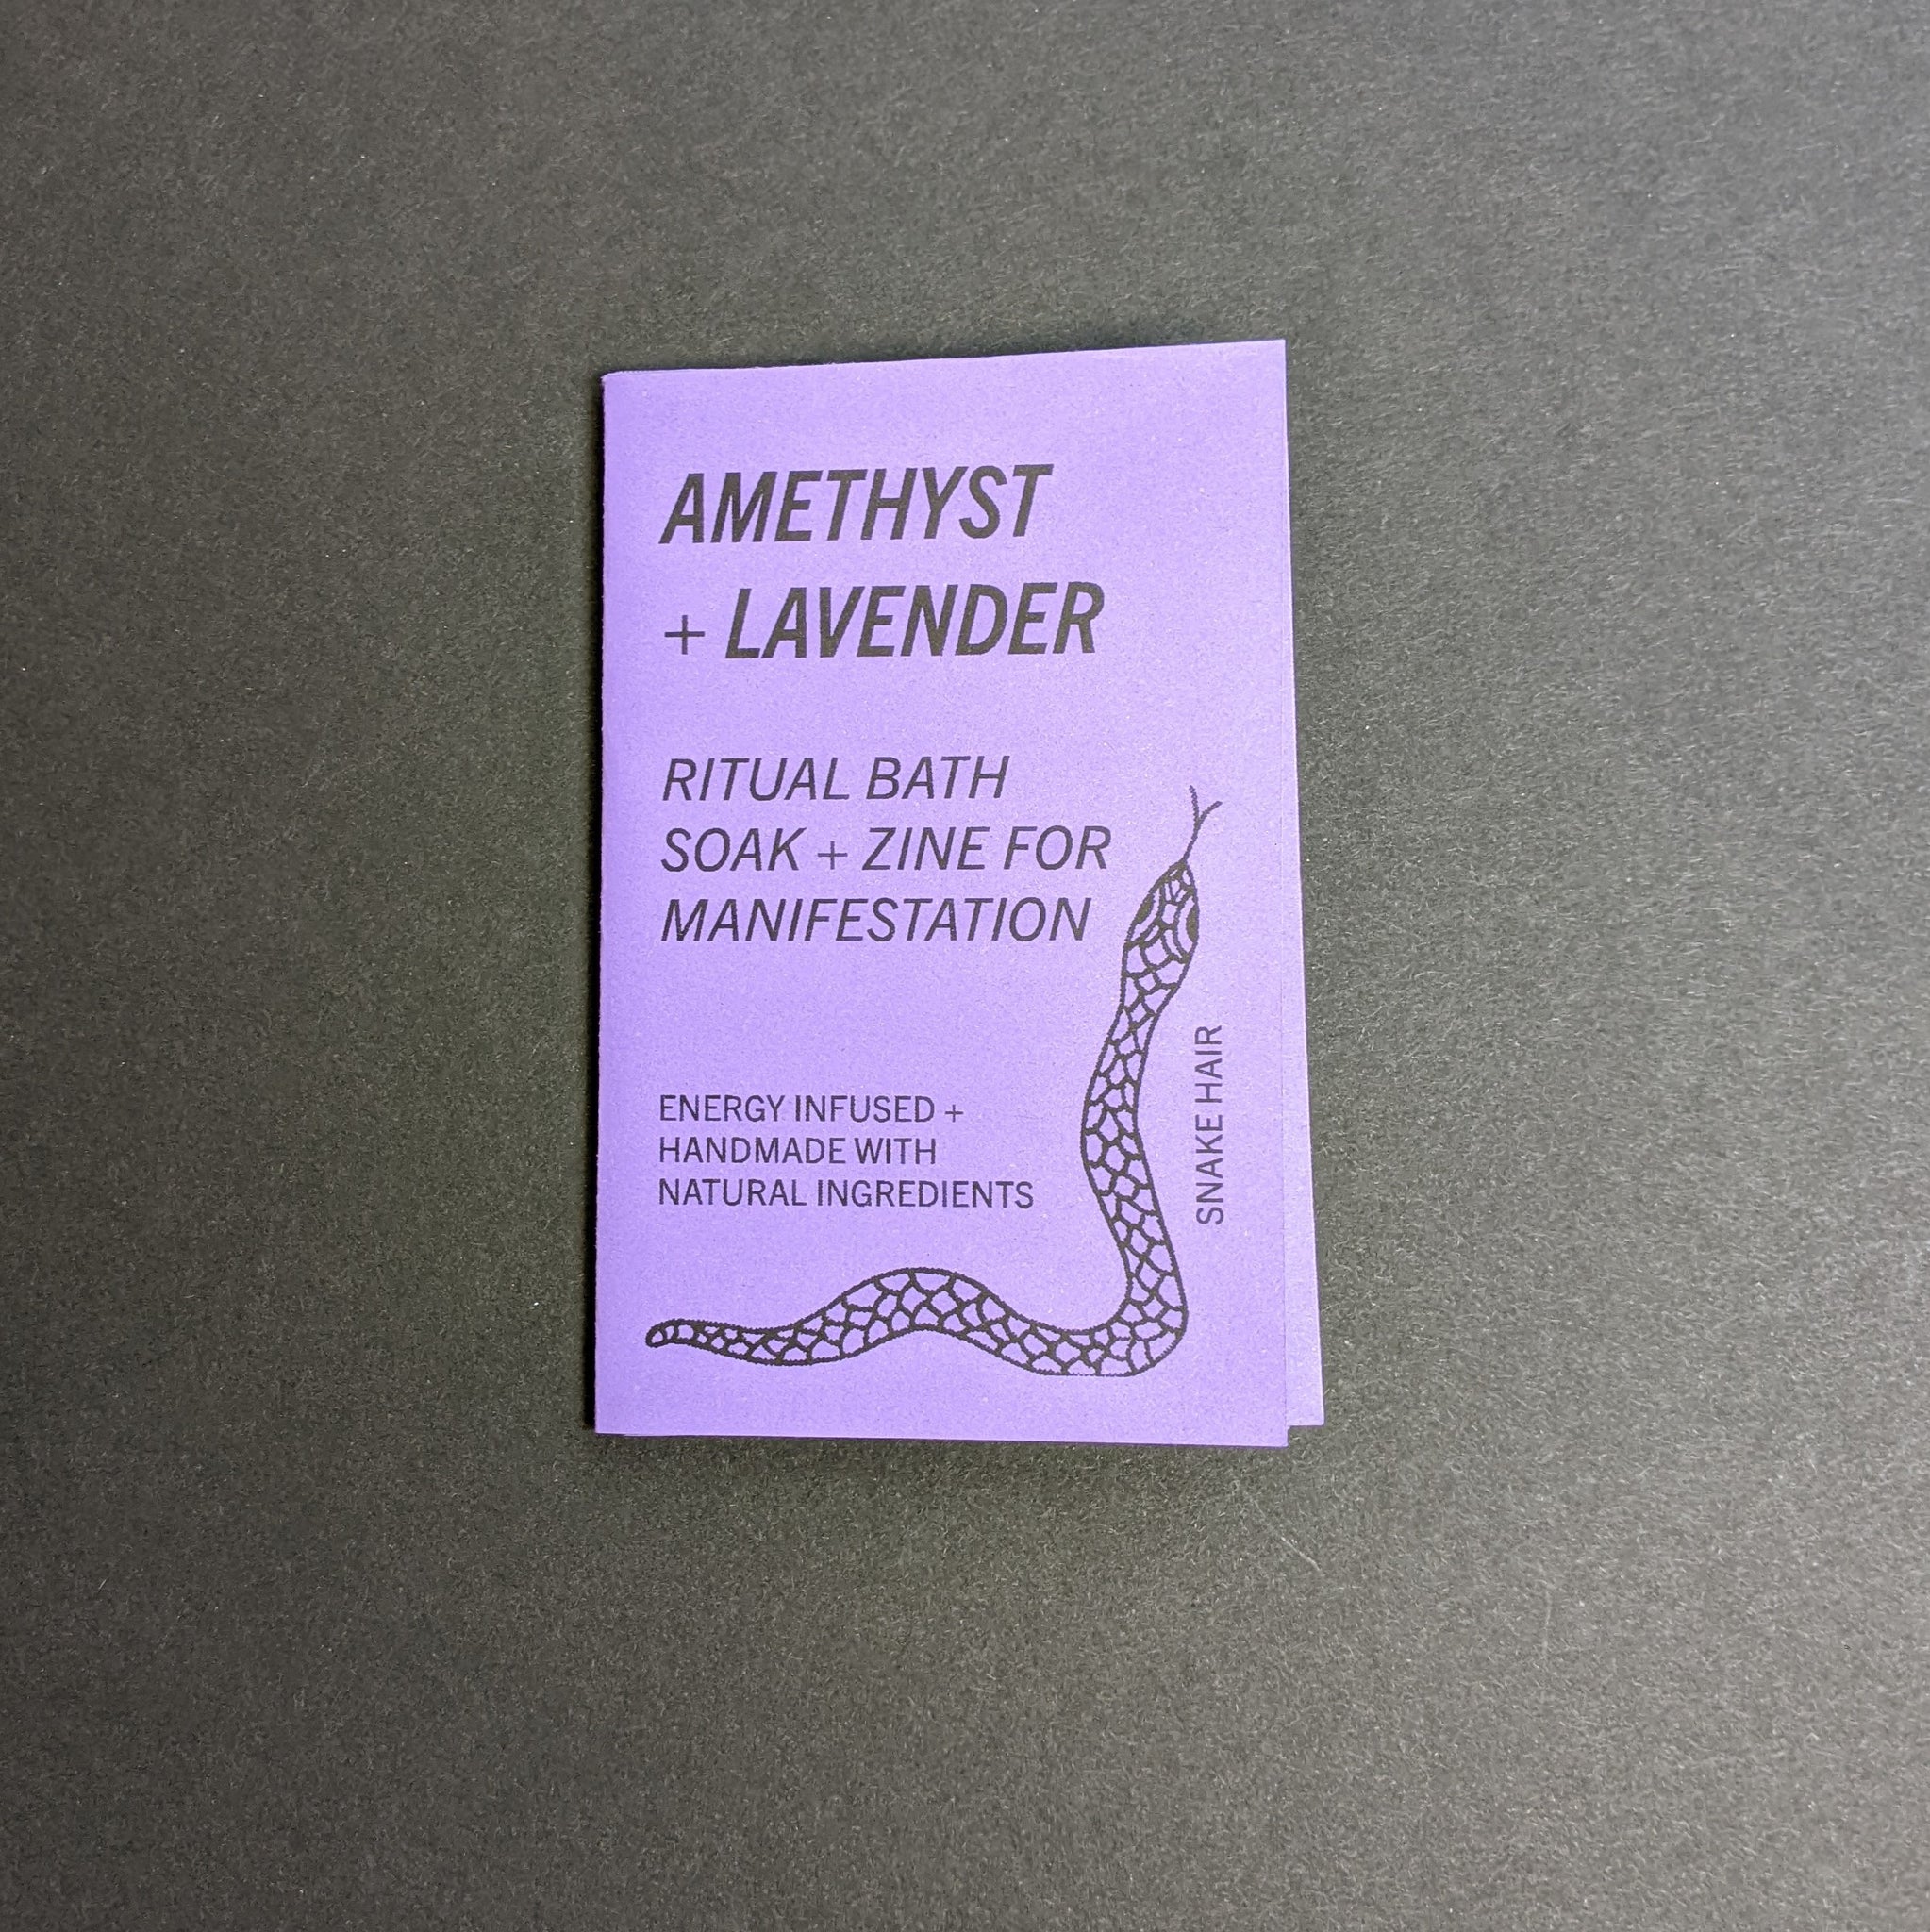 AMETHYST
+ LAVENDER
RITUAL BATH
SOAK + ZINE FOR
MANIFESTATION
ENERGY INFUSED +
HANDMADE WITH
NATURAL INGREDIENTS
SNAKE HAIR